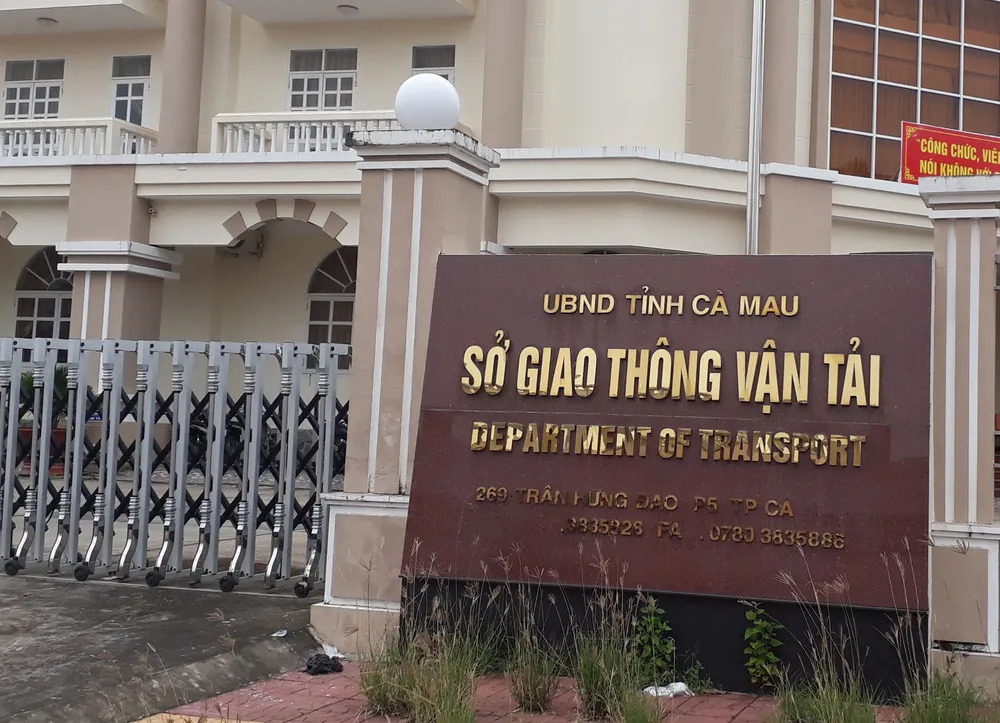 "CÔNG CHỨC, VIÊ
NÓI KHÔNG VỚI
UBND TỈNH CÀ MAU
SỞ GIAO THÔNG VẬN TẢI
DEPARTMENT OF TRANSPORT
269 TRẦN HƯNG ĐẠO P5 TP CA
3835828 FA . 0780 3835886